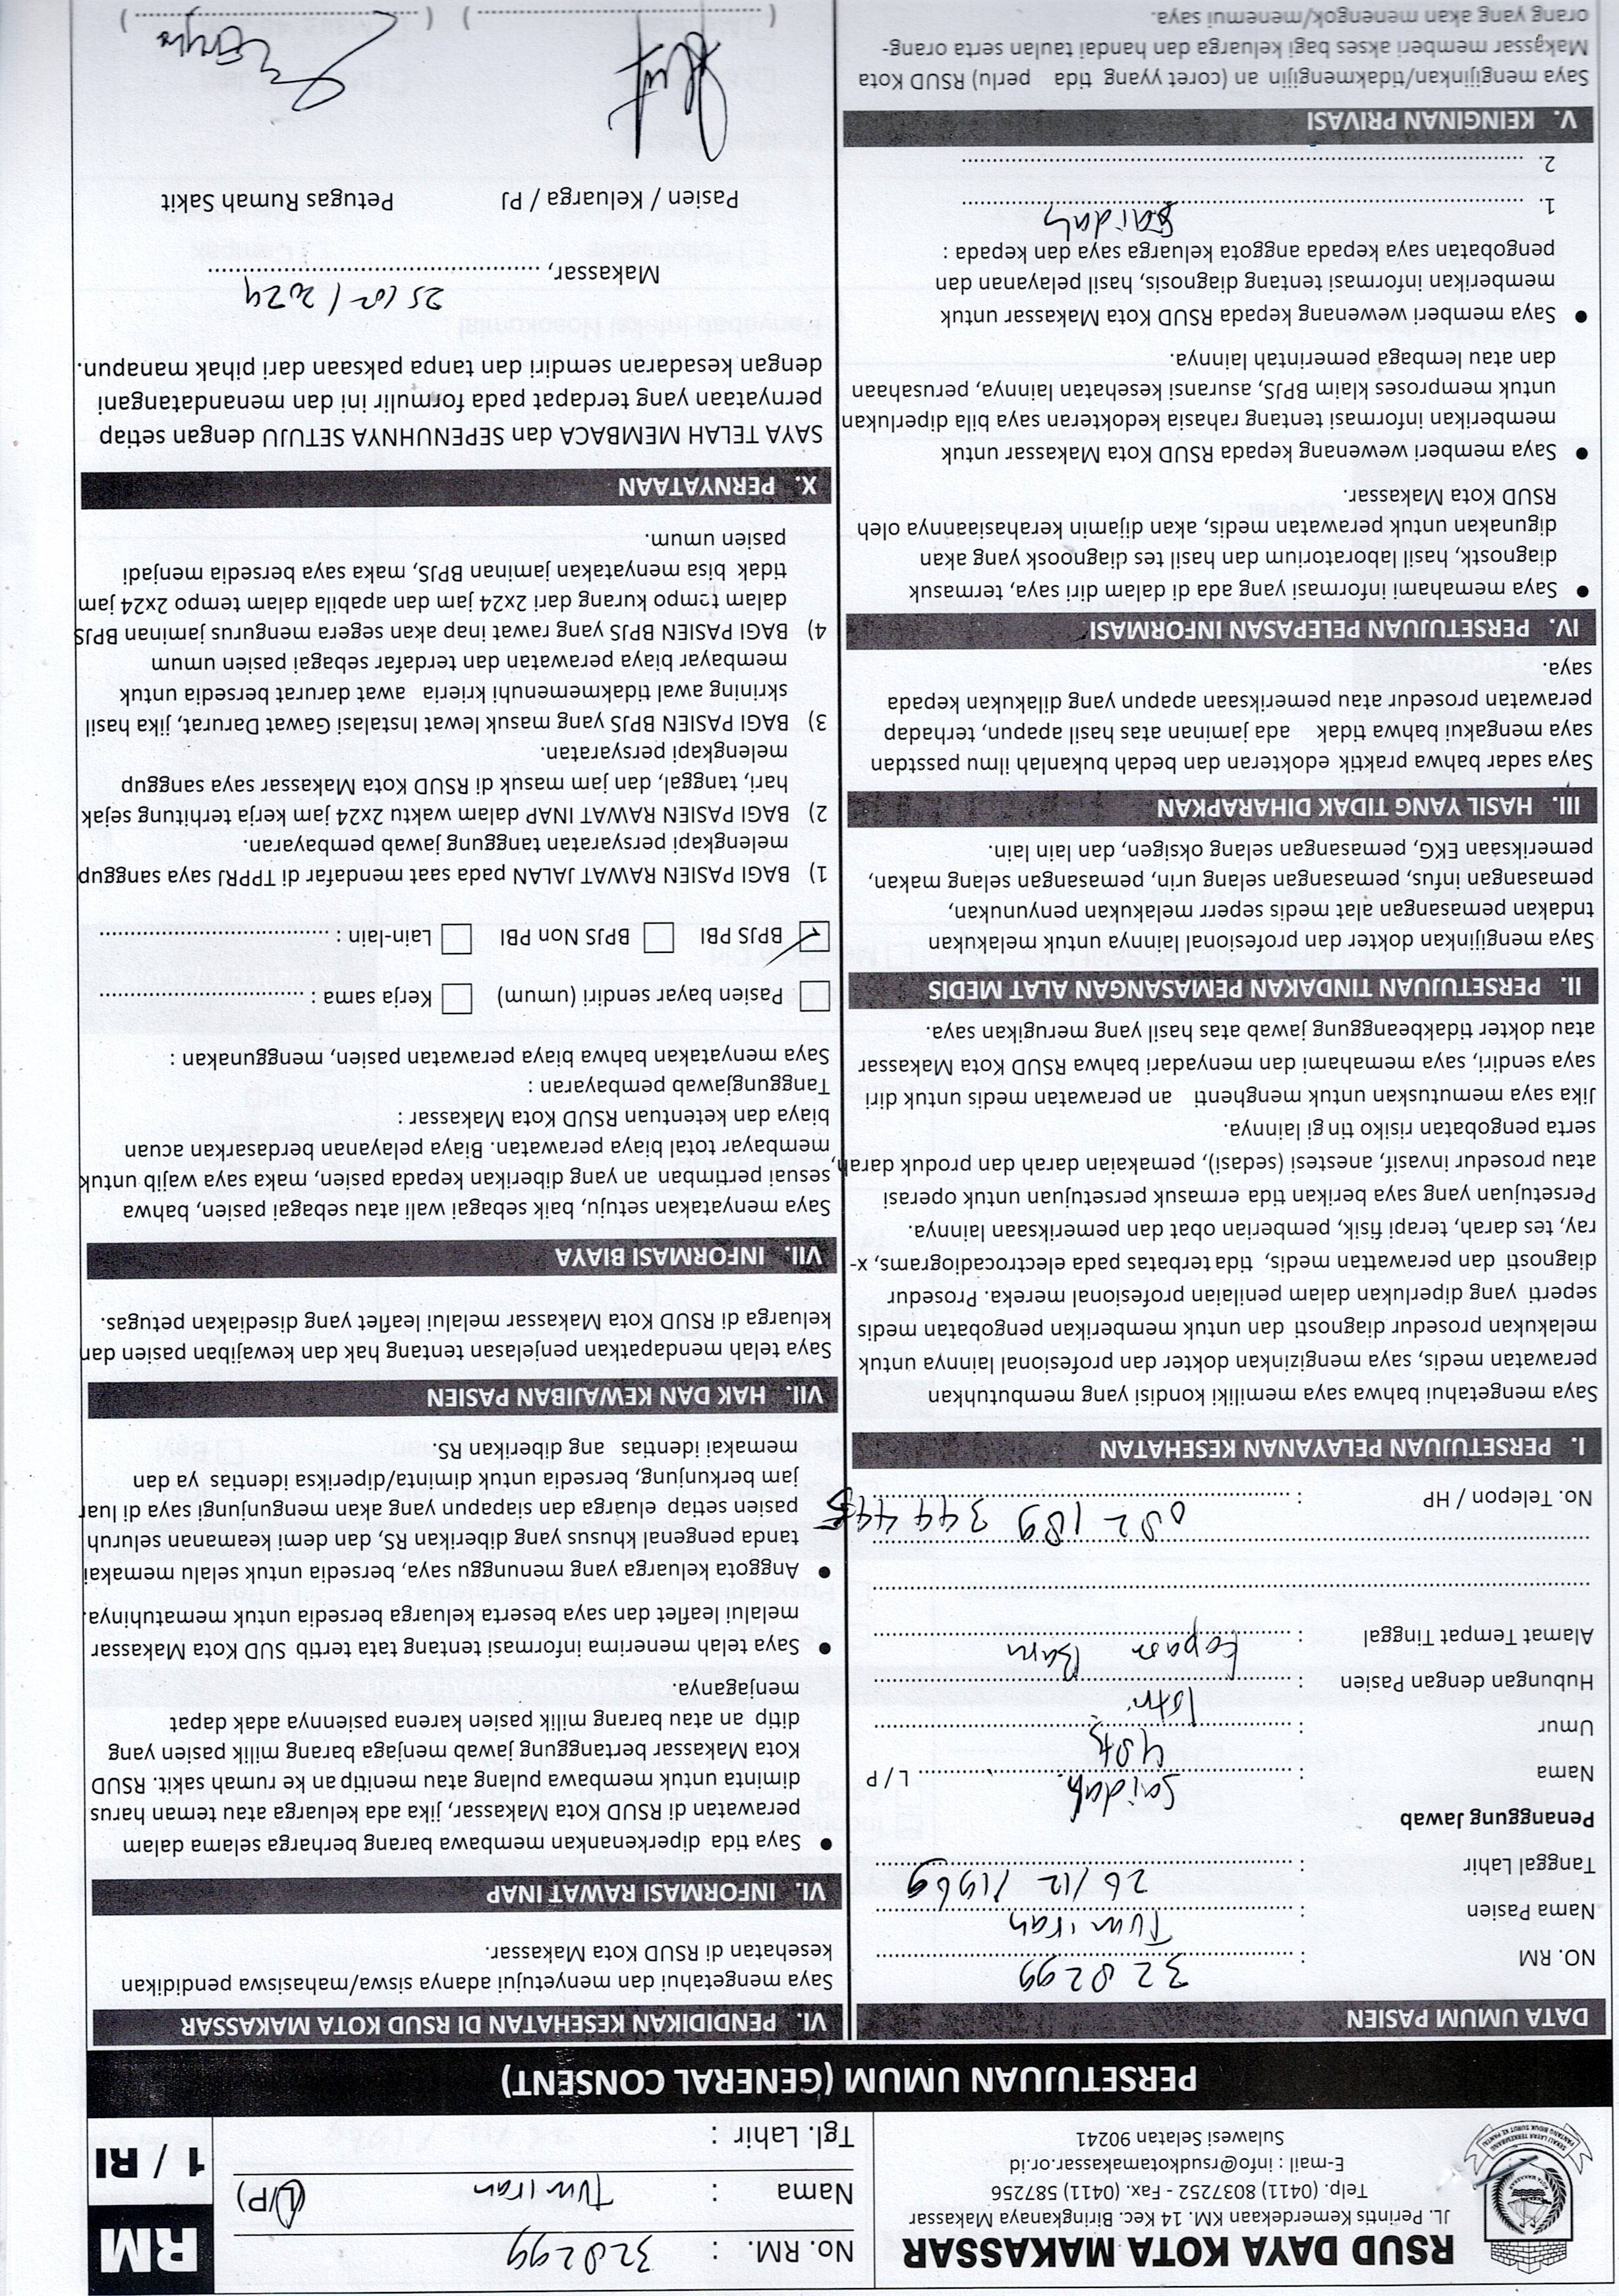 RSUD DAYA KOTA MAKASSAR
JL. Perintis Kemerdekaan KM. 14 Kec. Biringkanaya Makassar
Telp. (0411) 8037252 - Fax. (0411) 587256
E-mail : info@rsudkotamakassar.or.id
Sulawesi Selatan 90241
No. RM. : 328299
Nama : Tumiran (L/P)
Tgl. Lahir :
RM
1 / RI
PERSETUJUAN UMUM (GENERAL CONSENT)
DATA UMUM PASIEN
NO. RM : 328299
Nama Pasien : Tumiran
Tanggal Lahir : 26/12/1969
Penanggung Jawab
Nama : Saidah. L / P
Umur : 48th
Hubungan dengan Pasien : Istri
Alamat Tempat Tinggal : Baru
No. Telepon / HP : 082 189 344 445
I. PERSETUJUAN PELAYANAN KESEHATAN
Saya mengetahui bahwa saya memiliki kondisi yang membutuhkan
perawatan medis, saya mengizinkan dokter dan profesional lainnya untuk
melakukan prosedur diagnosti dan untuk memberikan pengobatan medis
seperti yang diperlukan dalam penilaian profesional mereka. Prosedur
diagnosti dan perawattan medis, tida terbatas pada electrocadiograms, x-
ray, tes darah, terapi fisik, pemberian obat dan pemeriksaan lainnya.
Persetujuan yang saya berikan tida ermasuk persetujuan untuk operasi
atau prosedur invasif, anestesi (sedasi), pemakaian darah dan produk darah,
serta pengobatan risiko tin gi lainnya.
Jika saya memutuskan untuk menghenti an perawatan medis untuk diri
saya sendiri, saya memahami dan menyadari bahwa RSUD Kota Makassar
atau dokter tidakbeanggung jawab atas hasil yang merugikan saya.
II. PERSETUJUAN TINDAKAN PEMASANGAN ALAT MEDIS
Saya mengijinkan dokter dan profesional lainnya untuk melakukan
tndakan pemasangan alat medis seperr melakukan penyunukan,
pemasangan infus, pemasangan selang urin, pemasangan selang makan,
pemeriksaan EKG, pemasangan selang oksigen, dan lain lain.
III. HASIL YANG TIDAK DIHARAPKAN
Saya sadar bahwa praktik edokteran dan bedah bukanlah ilmu passtdan
saya mengakui bahwa tidak ada jaminan atas hasil apapun, terhadap
perawatan prosedur atau pemeriksaan apapun yang dilakukan kepada
saya.
IV. PERSETUJUAN PELEPASAN INFORMASI
● Saya memahami informasi yang ada di dalam diri saya, termasuk
diagnostk, hasil laboratorium dan hasil tes diagnoosk yang akan
digunakan untuk perawatan medis, akan dijamin kerahasiaannya oleh
RSUD Kota Makassar.
● Saya memberi wewenang kepada RSUD Kota Makassar untuk
memberikan informasi tentang rahasia kedokteran saya bila diperlukan
untuk memproses klaim BPJS, asuransi kesehatan lainnya, perusahaan
dan atau lembaga pemerintah lainnya.
● Saya memberi wewenang kepada RSUD Kota Makassar untuk
memberikan informasi tentang diagnosis, hasil pelayanan dan
pengobatan saya kepada anggota keluarga saya dan kepada :
1. Saidah
2.
V. KEINGINAN PRIVASI
Saya mengijinkan/tidakmengijin an (coret yyang tida perlu) RSUD Kota
Makassar memberi akses bagi keluarga dan handai taulan serta orang-
orang yang akan menengok/menemui saya.
VI. PENDIDIKAN KESEHATAN DI RSUD KOTA MAKASSAR
Saya mengetahui dan menyetujui adanya siswa/mahasiswa pendidikan
kesehatan di RSUD Kota Makassar.
VI. INFORMASI RAWAT INAP
● Saya tida diperkenankan membawa barang berharga selama dalam
perawatan di RSUD Kota Makassar, jika ada keluarga atau teman harus
diminta untuk membawa pulang atau menitip an ke rumah sakit. RSUD
Kota Makassar bertanggung jawab menjaga barang milik pasien yang
ditip an atau barang milik pasien karena pasiennya adak dapat
menjaganya.
● Saya telah menerima informasi tentang tata tertib SUD Kota Makassar
melalui leaflet dan saya beserta keluarga bersedia untuk mematuhinya.
● Anggota keluarga yang menunggu saya, bersedia untuk selalu memakai
tanda pengenal khusus yang diberikan RS, dan demi keamanan seluruh
pasien setiap eluarga dan siapapun yang akan mengunjungi saya di luar
jam berkunjung, bersedia untuk diminta/diperiksa identias ya dan
memakai identias ang diberikan RS.
VII. HAK DAN KEWAJIBAN PASIEN
Saya telah mendapatkan penjelasan tentang hak dan kewajiban pasien dan
keluarga di RSUD Kota Makassar melalui leaflet yang disediakan petugas.
VII. INFORMASI BIAYA
Saya menyatakan setuju, baik sebagai wali atau sebagai pasien, bahwa
sesuai pertimban an yang diberikan kepada pasien, maka saya wajib untuk
membayar total biaya perawatan. Biaya pelayanan berdasarkan acuan
biaya dan ketentuan RSUD Kota Makassar :
Tanggungjawab pembayaran :
Saya menyatakan bahwa biaya perawatan pasien, menggunakan :
Pasien bayar sendiri (umum) Kerja sama :
BPJS PBI BPJS Non PBI Lain-lain :
1) BAGI PASIEN RAWAT JALAN pada saat mendafar di TPPRJ saya sanggup
melengkapi persyaratan tanggung jawab pembayaran.
2) BAGI PASIEN RAWAT INAP dalam waktu 2x24 jam kerja terhitung sejak
hari, tanggal, dan jam masuk di RSUD Kota Makassar saya sanggup
melengkapi persyaratan.
3) BAGI PASIEN BPJS yang masuk lewat Instalasi Gawat Darurat, jika hasil
skrining awal tidakmemenuhi krieria awat darurat bersedia untuk
membayar biaya perawatan dan terdafar sebagai pasien umum
4) BAGI PASIEN BPJS yang rawat inap akan segera mengurus jaminan BPJS
dalam tempo kurang dari 2x24 jam dan apabila dalam tempo 2x24 jam
tidak bisa menyatakan jaminan BPJS, maka saya bersedia menjadi
pasien umum.
X. PERNYATAAN
SAYA TELAH MEMBACA dan SEPENUHNYA SETUJU dengan setiap
pernyataan yang terdapat pada formulir ini dan menandatangani
dengan kesadaran semdiri dan tanpa paksaan dari pihak manapun.
Makassar, 25/02/2024
Pasien / Keluarga / PJ Petugas Rumah Sakit